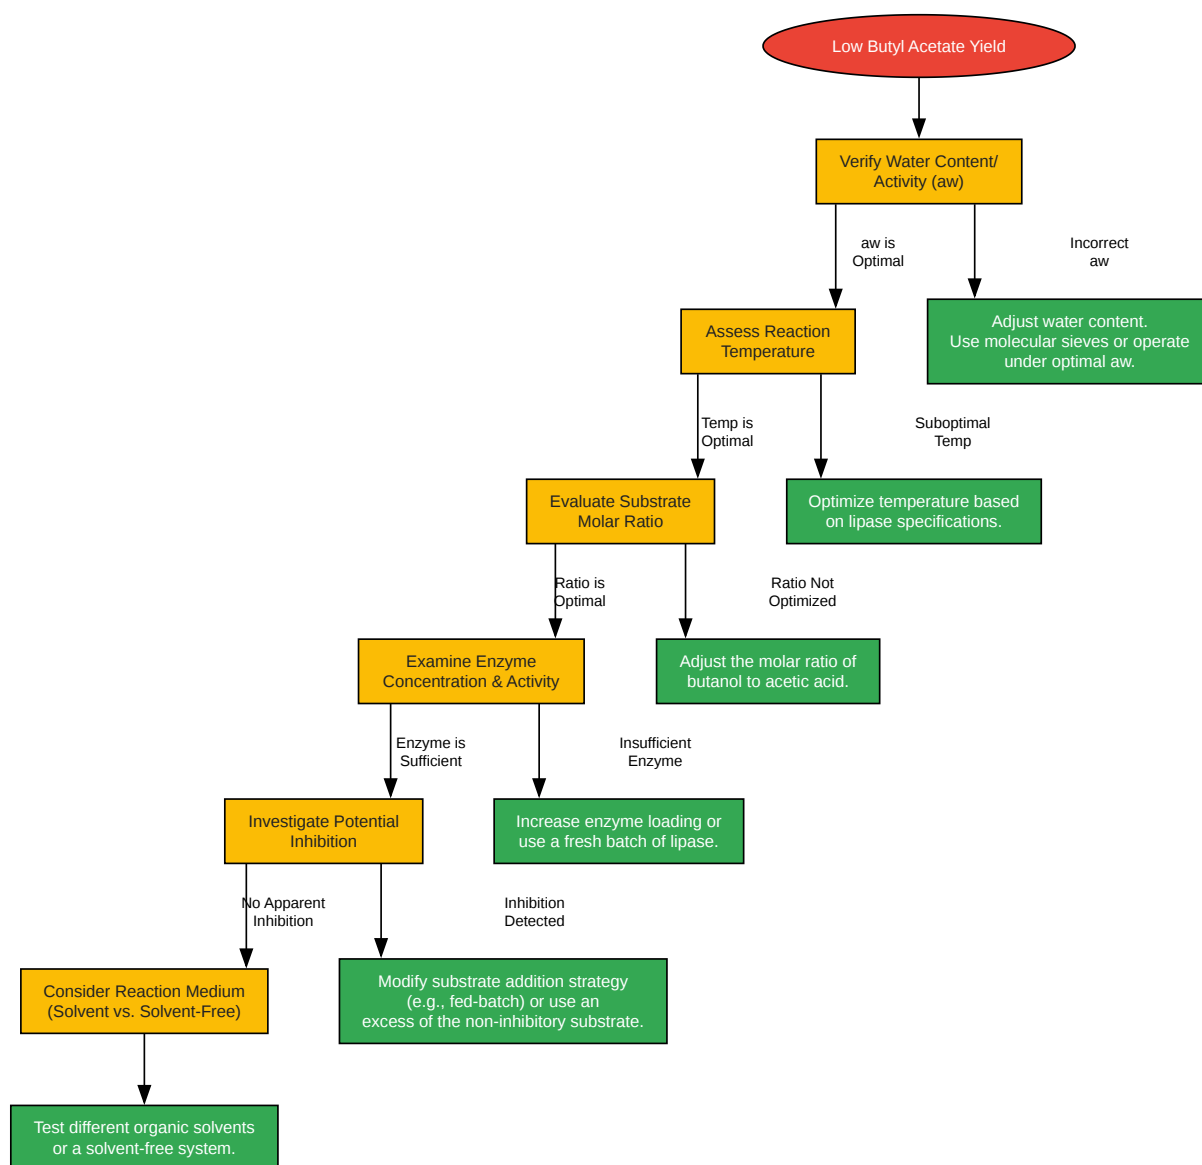 Low Butyl Acetate Yield
Verify Water Content/
Activity (aw)
aw is
Optimal
Incorrect
aw
Assess Reaction
Temperature
Adjust water content.
Use molecular sieves or operate
under optimal aw.
Temp is
Optimal
Suboptimal
Temp
Evaluate Substrate
Molar Ratio
Optimize temperature based
on lipase specifications.
Ratio is
Optimal
Ratio Not
Optimized
Examine Enzyme
Concentration & Activity
Adjust the molar ratio of
butanol to acetic acid.
Enzyme is
Sufficient
Insufficient
Enzyme
Investigate Potential
Inhibition
Increase enzyme loading or
use a fresh batch of lipase.
No Apparent
Inhibition
Inhibition
Detected
Consider Reaction Medium
(Solvent vs. Solvent-Free)
Modify substrate addition strategy
(e.g., fed-batch) or use an
excess of the non-inhibitory substrate.
Test different organic solvents
or a solvent-free system.